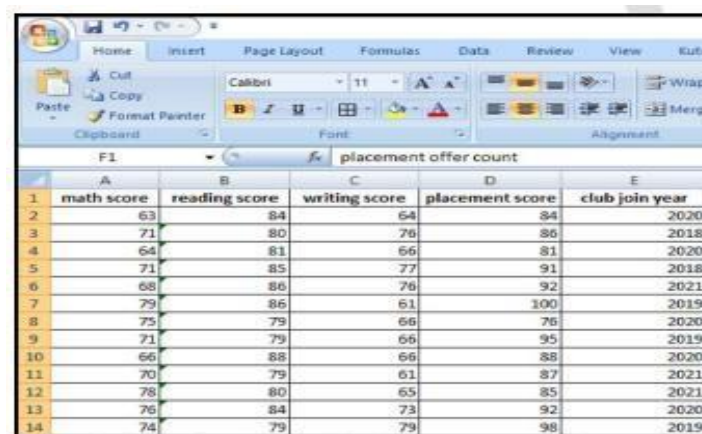 Home Insert Page Layout Formulas Data Review View Kut
Cut
Copy
Paste
Format Painter
Calibri 11 A A
B I U A
Wrap
Merg
Clipboard Font Alignment
F1 fx placement offer count
A B C D E
1 math score reading score writing score placement score club join year
2 63 84 64 84 2020
3 71 80 76 86 2018
4 64 81 66 81 2020
5 71 85 77 91 2018
6 68 86 76 92 2021
7 79 86 61 100 2019
8 75 79 66 76 2020
9 71 79 66 95 2019
10 66 88 66 88 2020
11 70 79 61 87 2021
12 78 80 65 85 2021
13 76 84 73 92 2020
14 74 79 79 98 2019